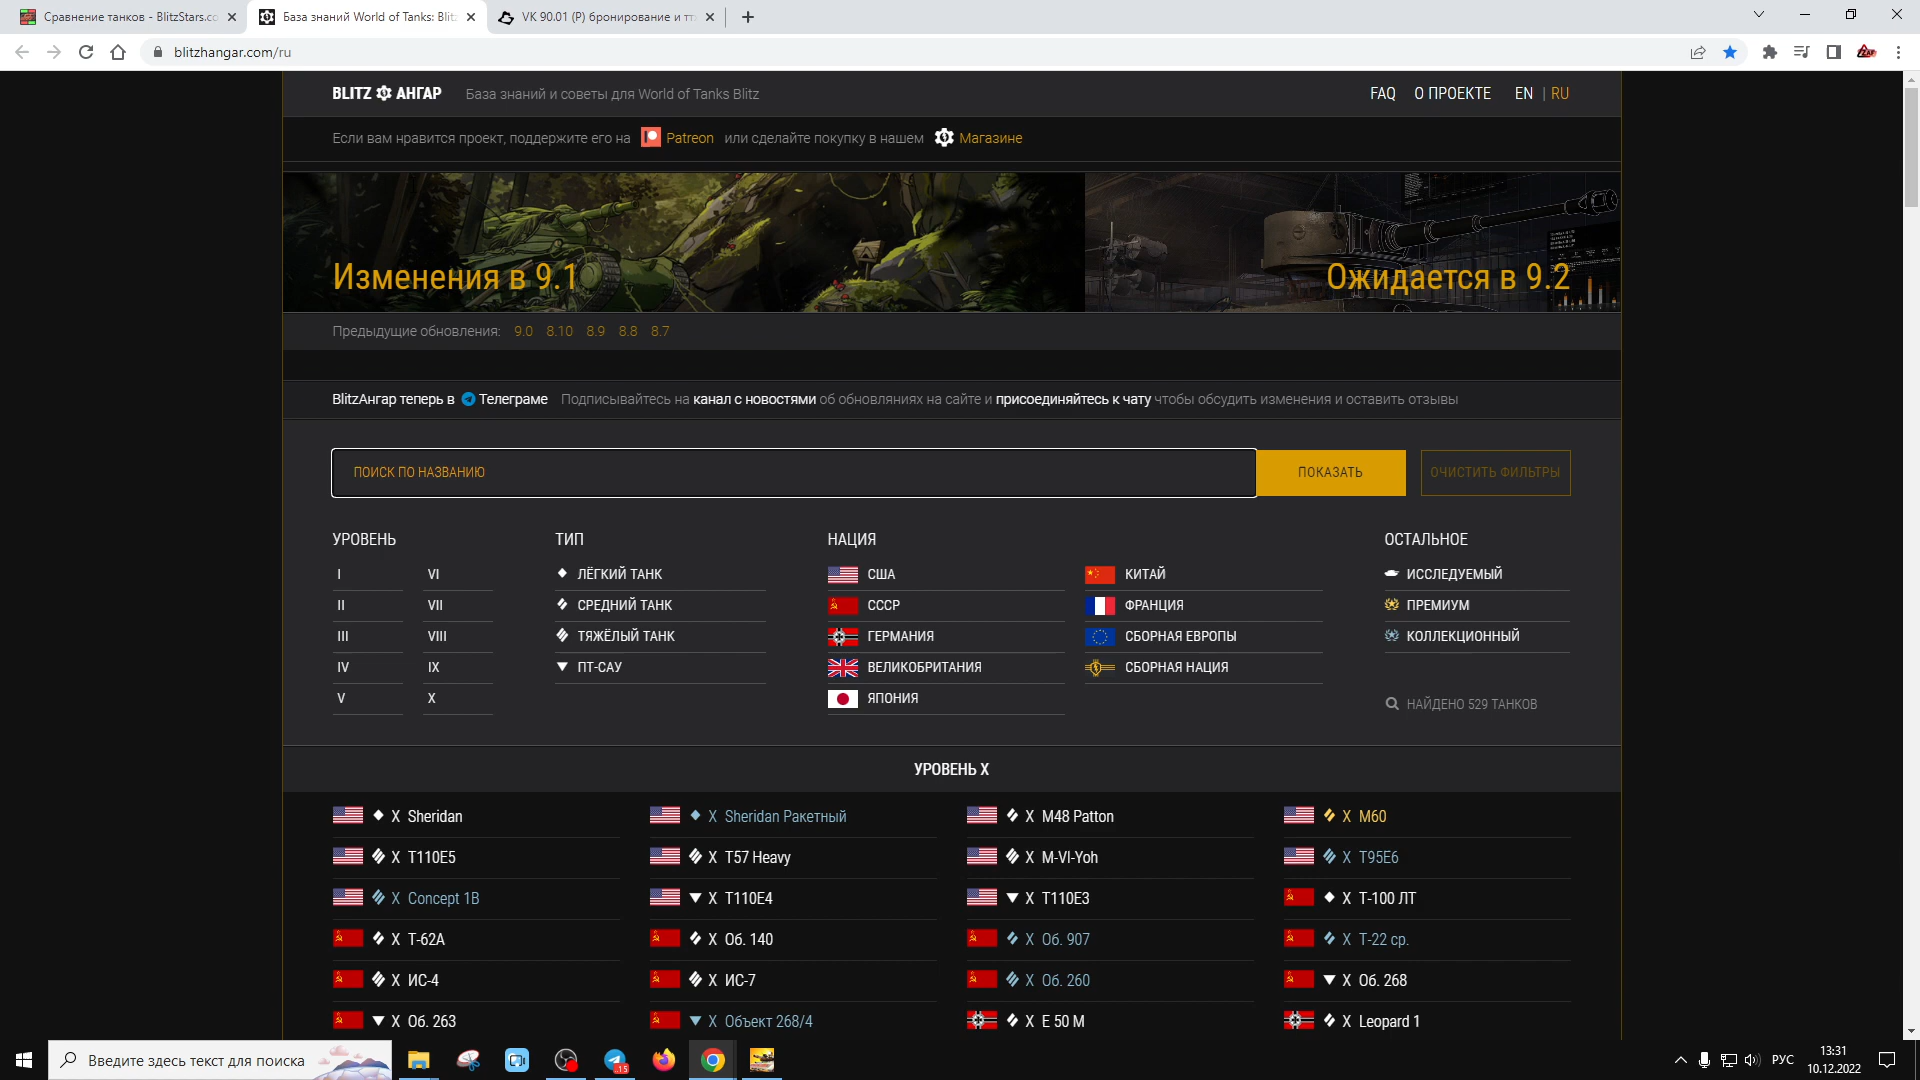 Сравнение танков - BlitzStars.co
База знаний World of Tanks: Blitz
VK 90.01 (P) бронирование и тт
blitzhangar.com/ru
BLITZ АНГАР База знаний и советы для World of Tanks Blitz FAQ О ПРОЕКТЕ EN | RU
Если вам нравится проект, поддержите его на Patreon или сделайте покупку в нашем Магазине
Изменения в 9.1 Ожидается в 9.2
Предыдущие обновления: 9.0 8.10 8.9 8.8 8.7
BlitzАнгар теперь в Телеграме Подписывайтесь на канал с новостями об обновляниях на сайте и присоединяйтесь к чату чтобы обсудить изменения и оставить отзывы
ПОИСК ПО НАЗВАНИЮ ПОКАЗАТЬ ОЧИСТИТЬ ФИЛЬТРЫ
УРОВЕНЬ ТИП НАЦИЯ ОСТАЛЬНОЕ
I VI ЛЁГКИЙ ТАНК США КИТАЙ ИССЛЕДУЕМЫЙ
II VII СРЕДНИЙ ТАНК СССР ФРАНЦИЯ ПРЕМИУМ
III VIII ТЯЖЁЛЫЙ ТАНК ГЕРМАНИЯ СБОРНАЯ ЕВРОПЫ КОЛЛЕКЦИОННЫЙ
IV IX ПТ-САУ ВЕЛИКОБРИТАНИЯ СБОРНАЯ НАЦИЯ
V X ЯПОНИЯ НАЙДЕНО 529 ТАНКОВ
УРОВЕНЬ X
X Sheridan X Sheridan Ракетный X M48 Patton X M60
X T110E5 X T57 Heavy X M-VI-Yoh X T95E6
X Concept 1B X T110E4 X T110E3 X Т-100 ЛТ
X Т-62А X Об. 140 X Об. 907 X Т-22 ср.
X ИС-4 X ИС-7 X Об. 260 X Об. 268
X Об. 263 X Объект 268/4 X E 50 M X Leopard 1
Введите здесь текст для поиска
15
РУС
13:31
10.12.2022